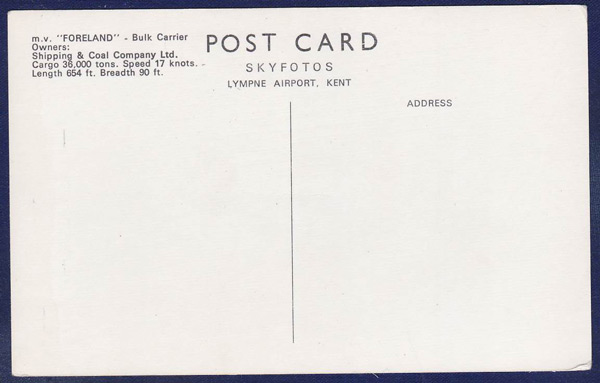 m.v. "FORELAND" - Bulk Carrier
Owners:
Shipping & Coal Company Ltd.
Cargo 36,000 tons. Speed 17 knots.
Length 654 ft. Breadth 90 ft.
POST CARD
SKYFOTOS
LYMPNE AIRPORT, KENT
ADDRESS